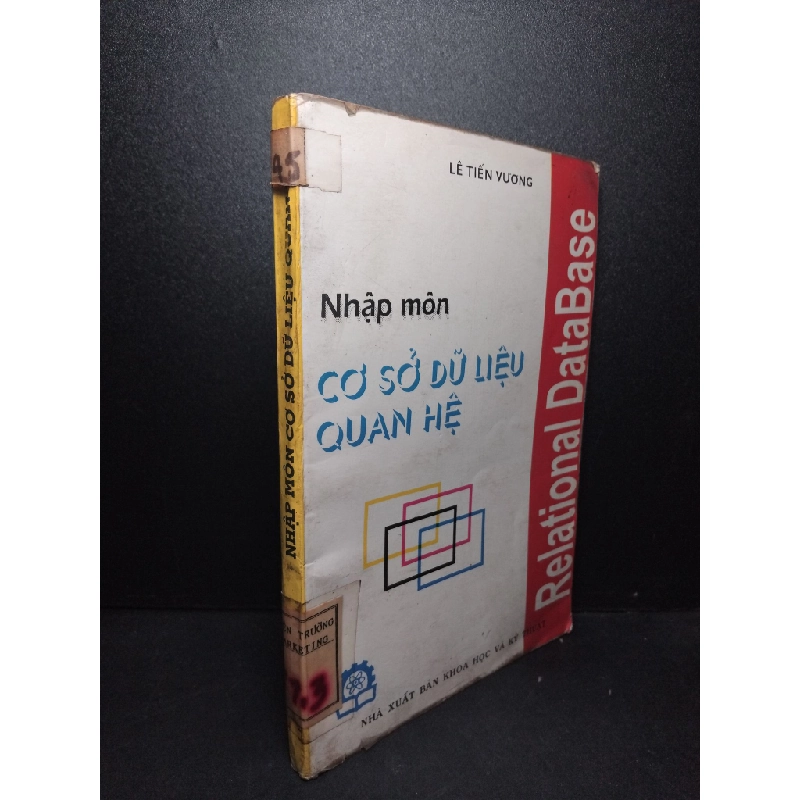 LÊ TIẾN VƯƠNG
Nhập môn
CƠ SỞ DỮ LIỆU
QUAN HỆ
Relational DataBase
NHÀ XUẤT BẢN KHOA HỌC VÀ KỸ THUẬT
NHẬP MÔN CƠ SỞ DỮ LIỆU QUAN
TRƯỜNG